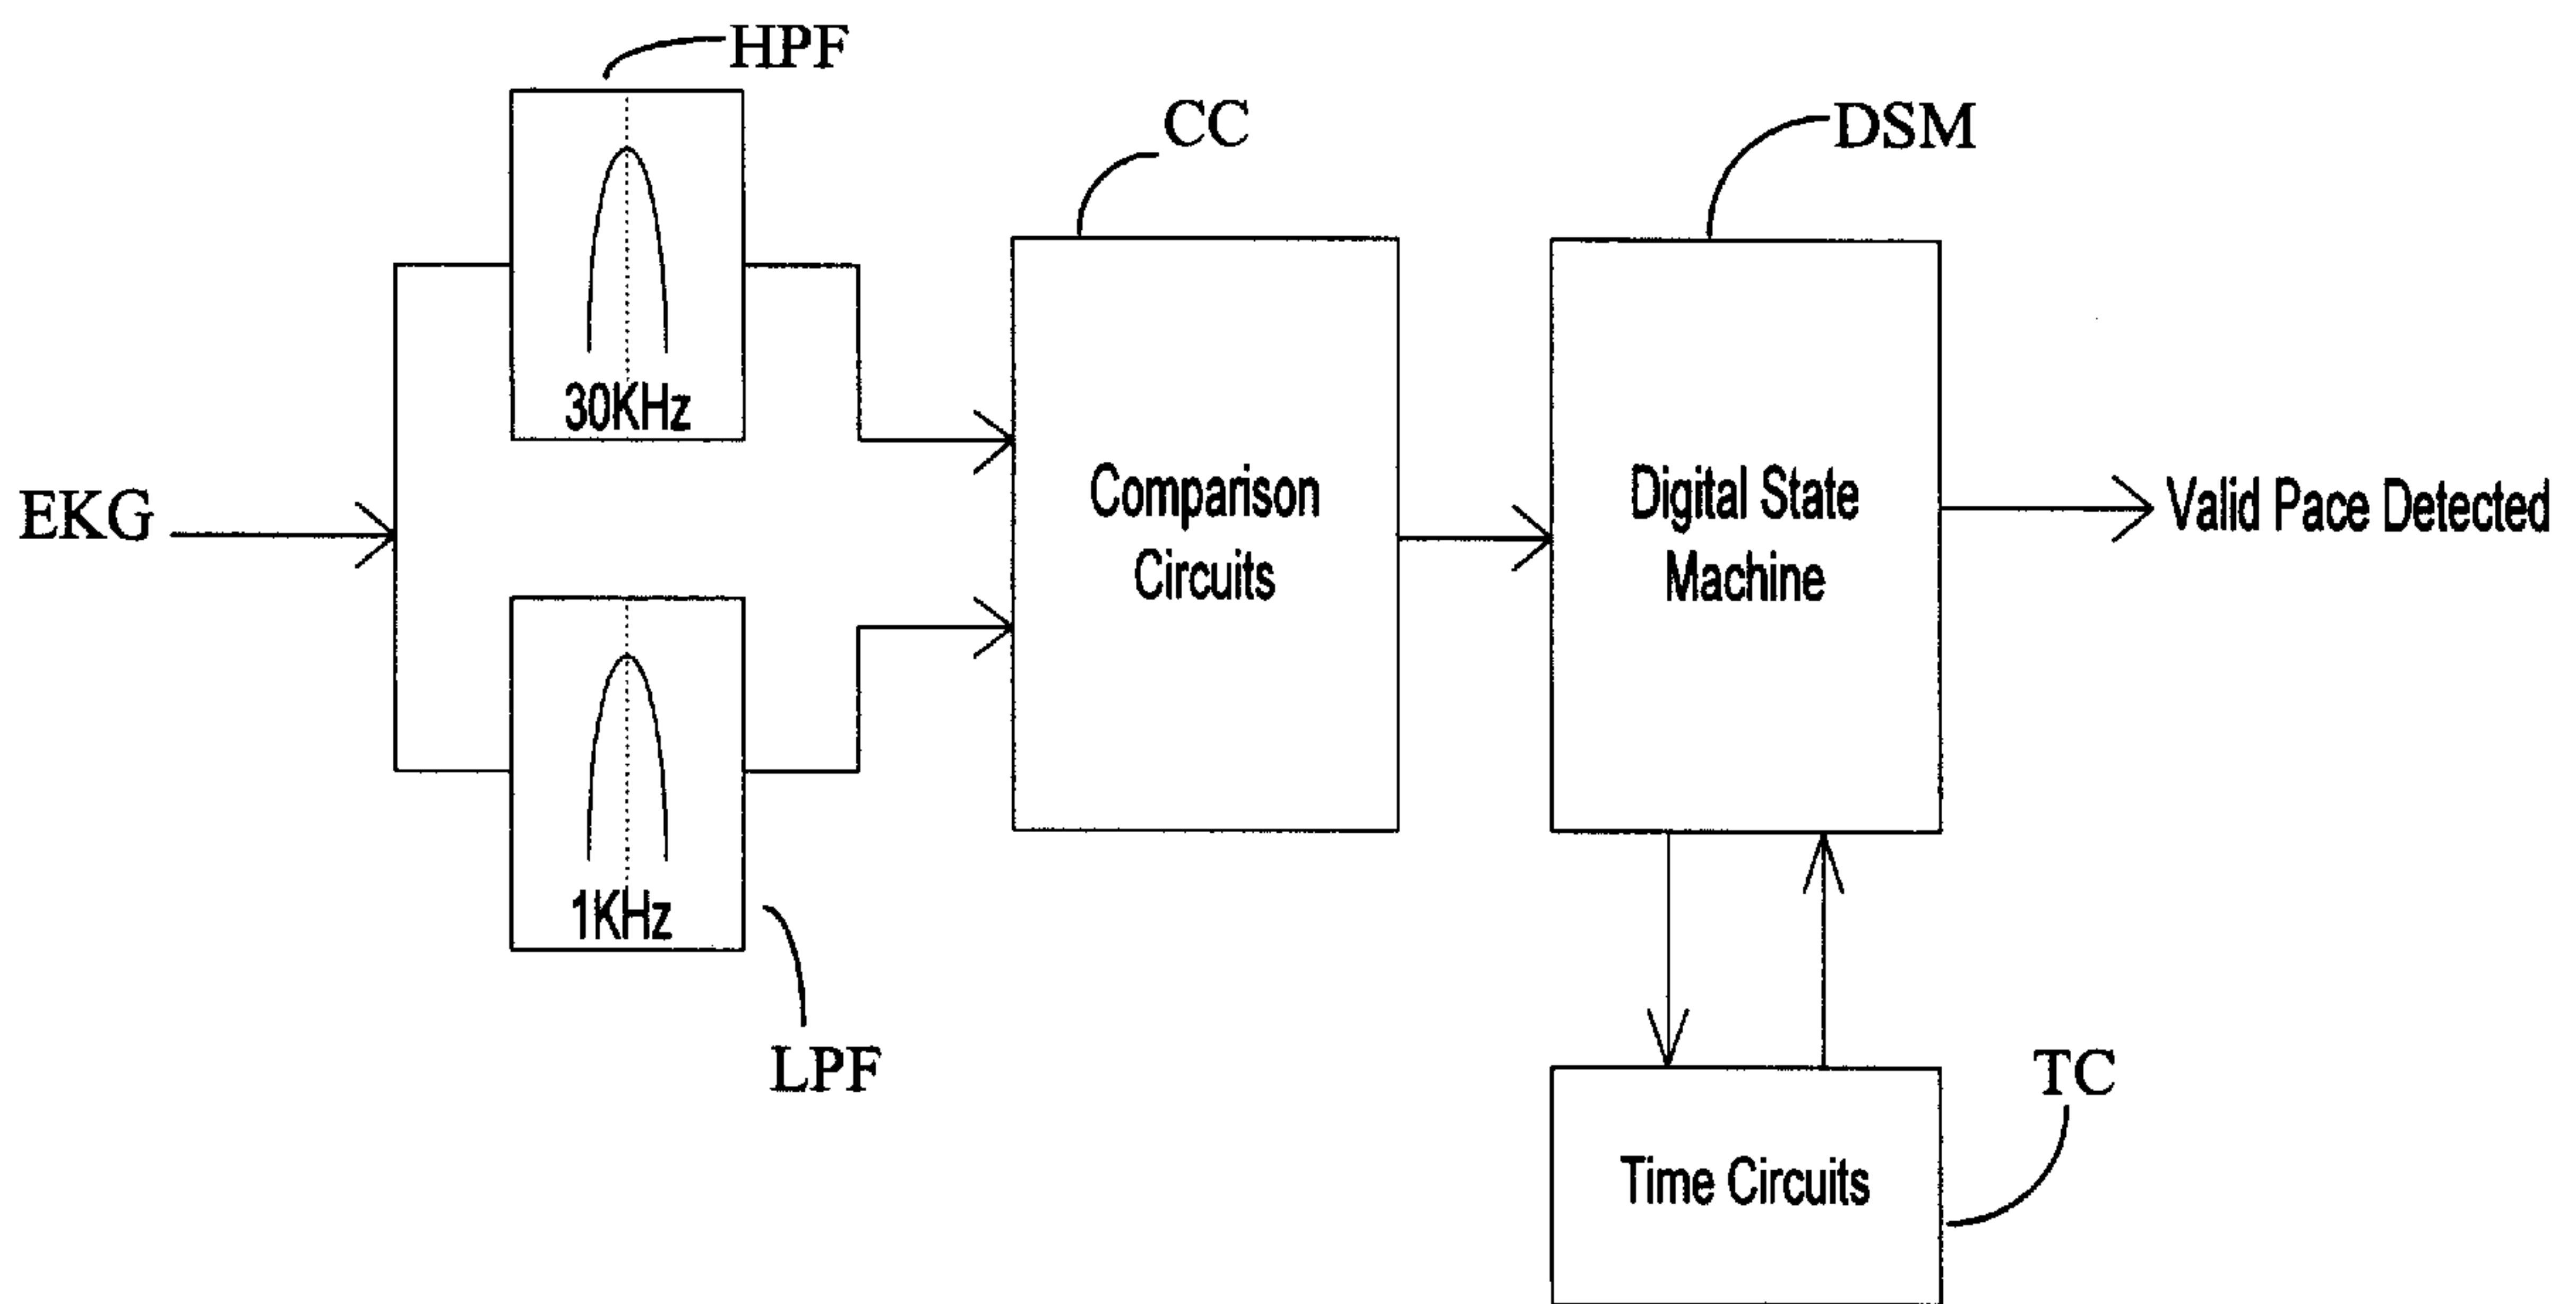 HPF
CC
DSM
30KHz
EKG
Comparison
Circuits
Digital State
Machine
Valid Pace Detected
1KHz
LPF
TC
Time Circuits